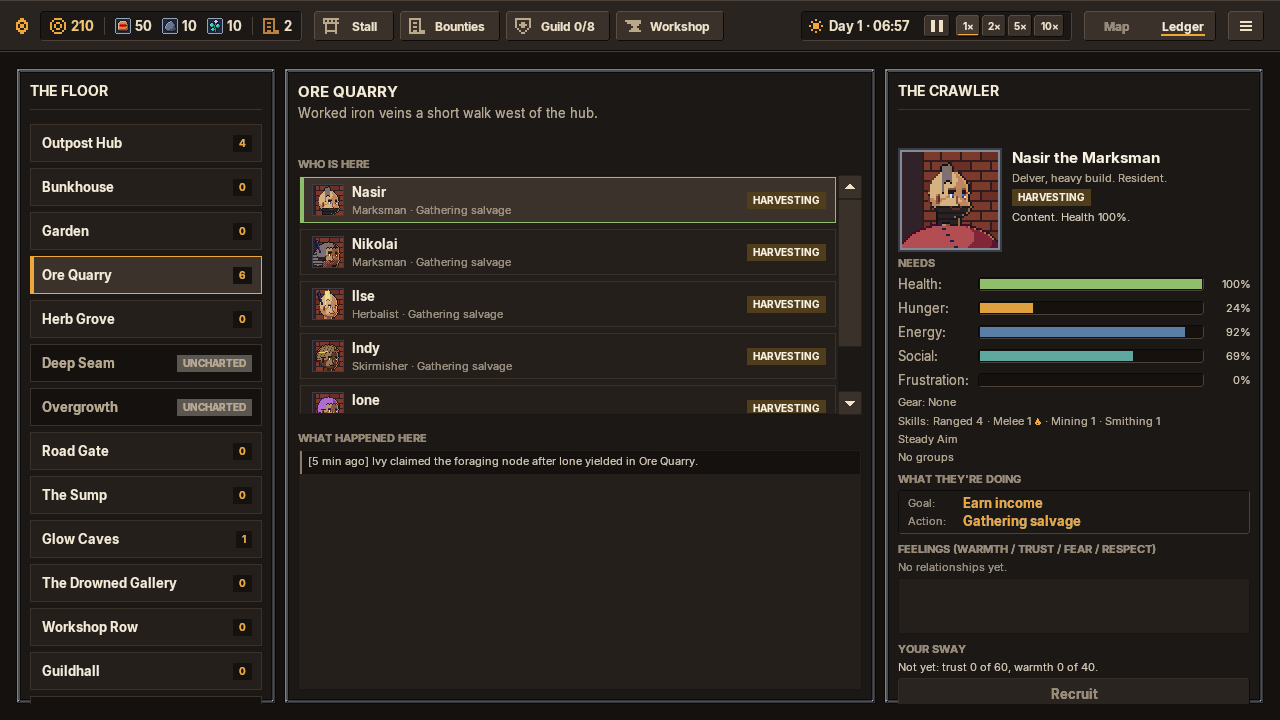 210 50 10 10 2 Stall Bounties Guild 0/8 Workshop Day 1 · 06:57 1x 2x 5x 10x Map Ledger
THE FLOOR
Outpost Hub 4
Bunkhouse 0
Garden 0
Ore Quarry 6
Herb Grove 0
Deep Seam UNCHARTED
Overgrowth UNCHARTED
Road Gate 0
The Sump 0
Glow Caves 1
The Drowned Gallery 0
Workshop Row 0
Guildhall 0
ORE QUARRY
Worked iron veins a short walk west of the hub.
WHO IS HERE
Nasir
Marksman · Gathering salvage
HARVESTING
Nikolai
Marksman · Gathering salvage
HARVESTING
Ilse
Herbalist · Gathering salvage
HARVESTING
Indy
Skirmisher · Gathering salvage
HARVESTING
Ione
HARVESTING
WHAT HAPPENED HERE
[5 min ago] Ivy claimed the foraging node after Ione yielded in Ore Quarry.
THE CRAWLER
Nasir the Marksman
Delver, heavy build. Resident.
HARVESTING
Content. Health 100%.
NEEDS
Health: 100%
Hunger: 24%
Energy: 92%
Social: 69%
Frustration: 0%
Gear: None
Skills: Ranged 4 · Melee 1 · Mining 1 · Smithing 1
Steady Aim
No groups
WHAT THEY'RE DOING
Goal: Earn income
Action: Gathering salvage
FEELINGS (WARMTH / TRUST / FEAR / RESPECT)
No relationships yet.
YOUR SWAY
Not yet: trust 0 of 60, warmth 0 of 40.
Recruit